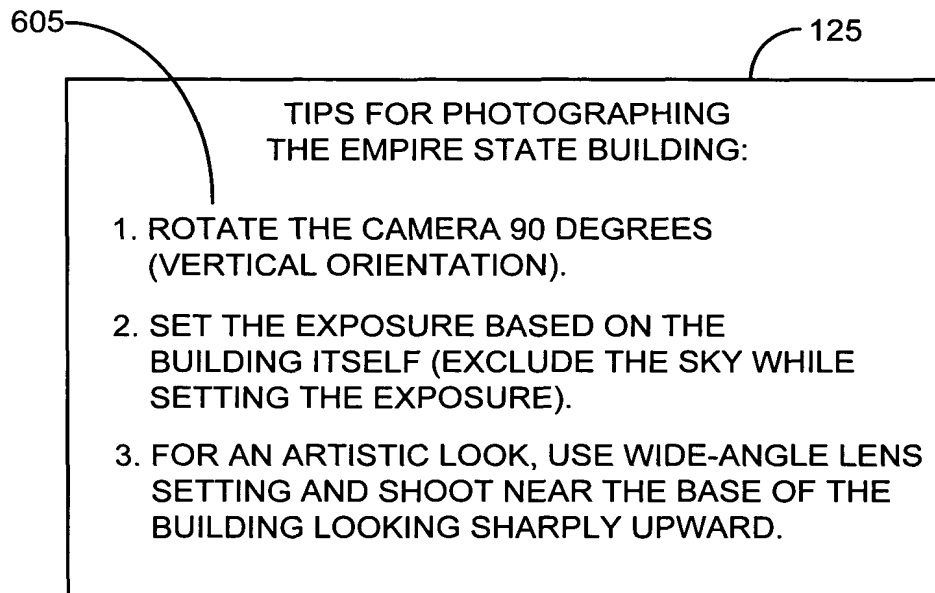 605
125
TIPS FOR PHOTOGRAPHING
THE EMPIRE STATE BUILDING:
1. ROTATE THE CAMERA 90 DEGREES
(VERTICAL ORIENTATION).
2. SET THE EXPOSURE BASED ON THE
BUILDING ITSELF (EXCLUDE THE SKY WHILE
SETTING THE EXPOSURE).
3. FOR AN ARTISTIC LOOK, USE WIDE-ANGLE LENS
SETTING AND SHOOT NEAR THE BASE OF THE
BUILDING LOOKING SHARPLY UPWARD.